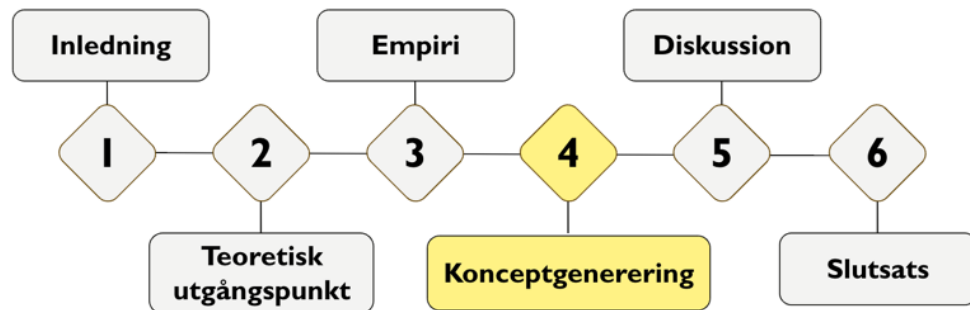 Inledning
Empiri
Diskussion
1
2
3
4
5
6
Teoretisk
utgångspunkt
Konceptgenerering
Slutsats